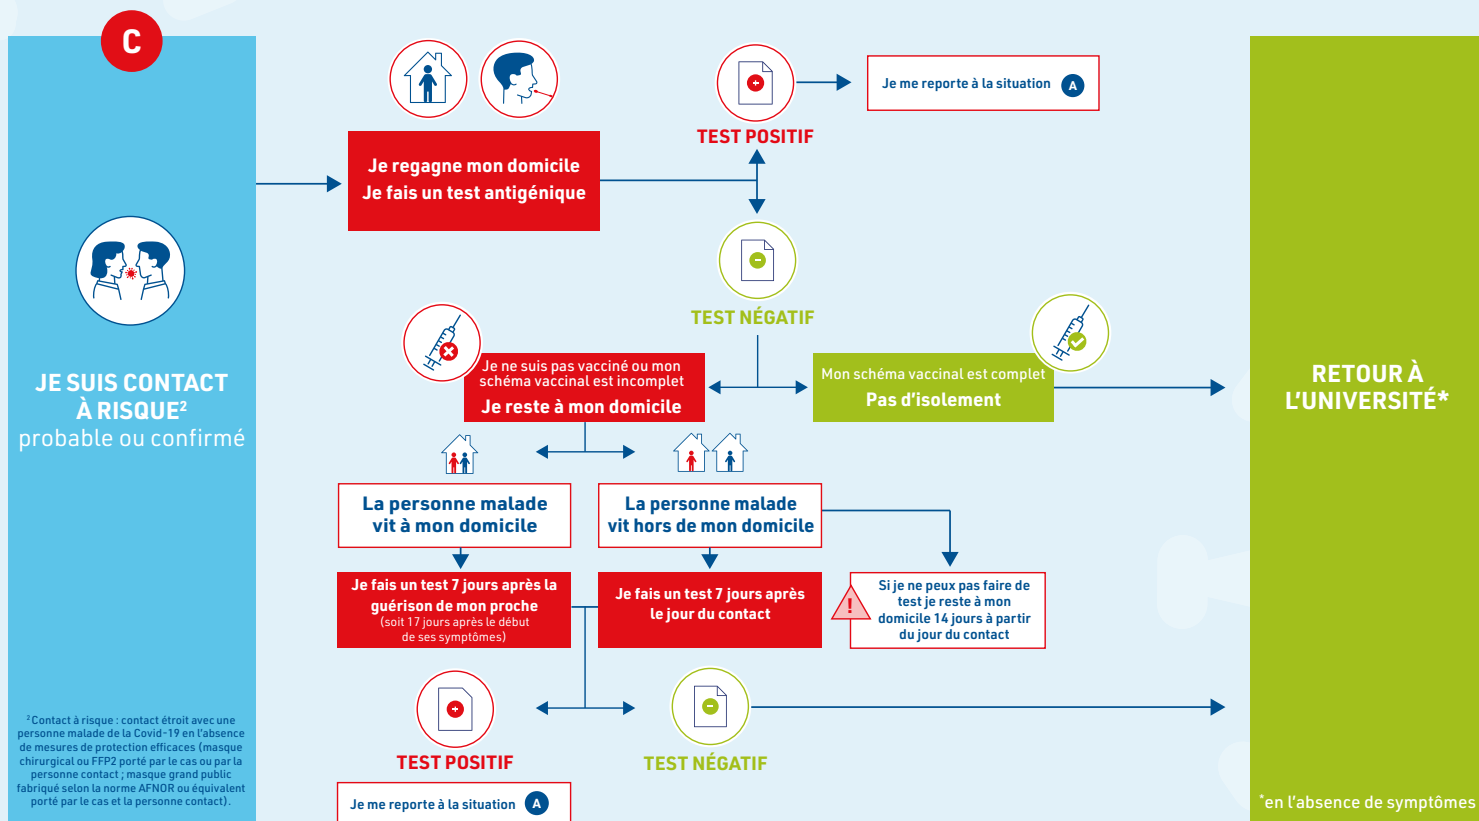 C
JE SUIS CONTACT
À RISQUE²
probable ou confirmé
²Contact à risque : contact étroit avec une
personne malade de la Covid-19 en l'absence
de mesures de protection efficaces (masque
chirurgical ou FFP2 porté par le cas ou par la
personne contact ; masque grand public
fabriqué selon la norme AFNOR ou équivalent
porté par le cas et la personne contact).
Je regagne mon domicile
Je fais un test antigénique
TEST POSITIF
Je me reporte à la situation A
TEST NÉGATIF
Je ne suis pas vacciné ou mon
schéma vaccinal est incomplet
Je reste à mon domicile
Mon schéma vaccinal est complet
Pas d'isolement
La personne malade
vit à mon domicile
La personne malade
vit hors de mon domicile
Je fais un test 7 jours après la
guérison de mon proche
(soit 17 jours après le début
de ses symptômes)
Je fais un test 7 jours après
le jour du contact
!
Si je ne peux pas faire de
test je reste à mon
domicile 14 jours à partir
du jour du contact
TEST POSITIF
Je me reporte à la situation A
TEST NÉGATIF
RETOUR À
L'UNIVERSITÉ*
*en l'absence de symptômes